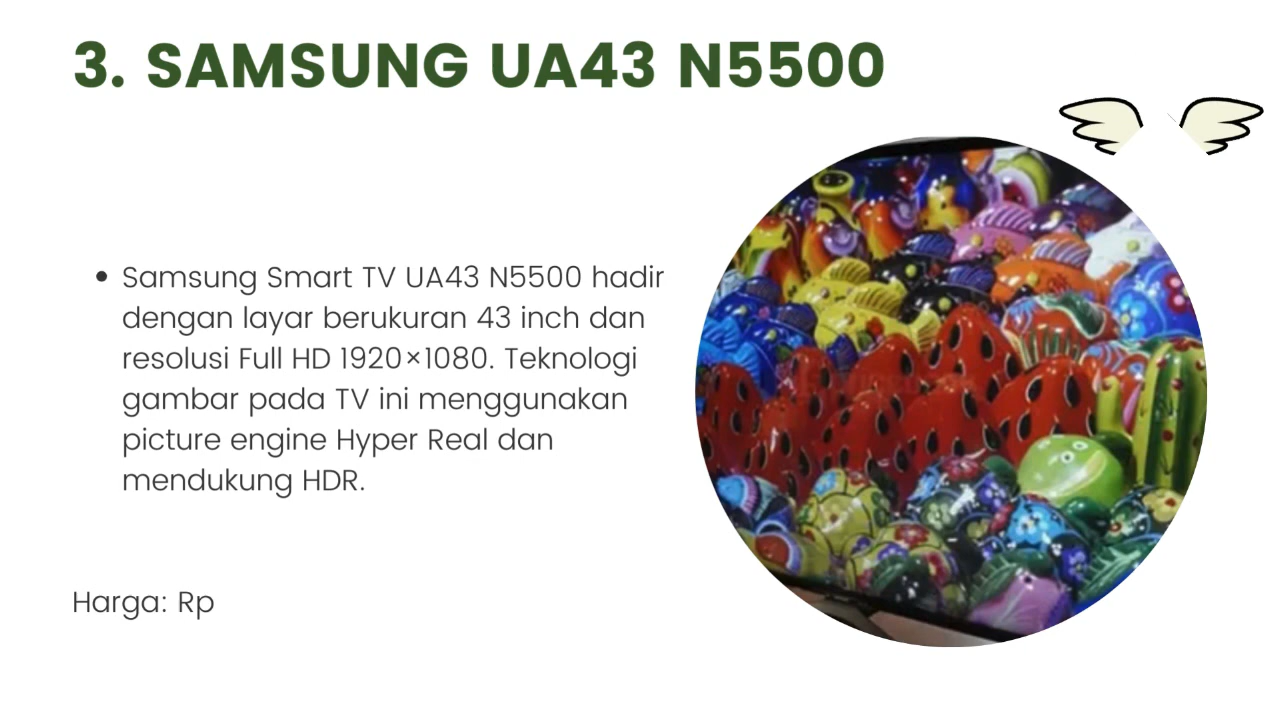 3. SAMSUNG UA43 N5500
• Samsung Smart TV UA43 N5500 hadir
dengan layar berukuran 43 inch dan
resolusi Full HD 1920×1080. Teknologi
gambar pada TV ini menggunakan
picture engine Hyper Real dan
mendukung HDR.
Harga: Rp